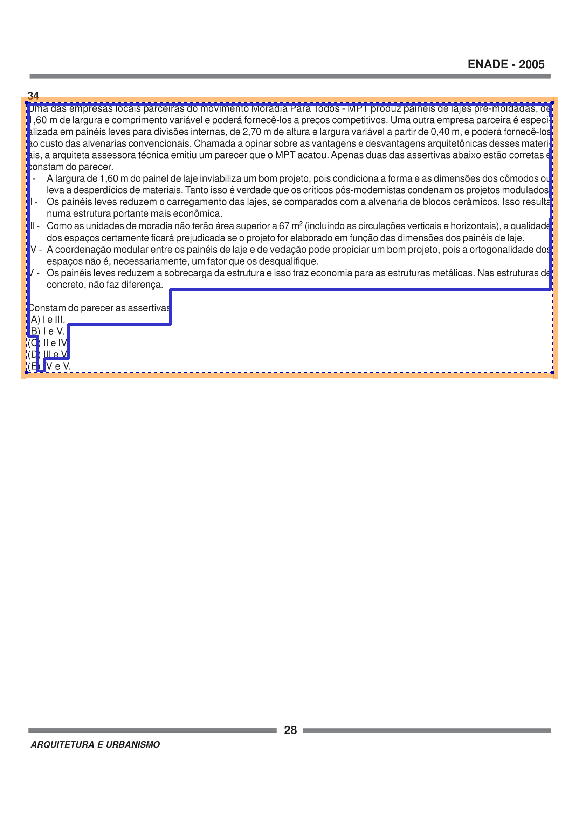 ENADE - 2005
34
Uma das empresas locais parceiras do movimento Moradia Para Todos - MPT produz painéis de lajes pré-moldadas, de
1,60 m de largura e comprimento variável e poderá fornecê-los a preços competitivos. Uma outra empresa parceira é especi-
alizada em painéis leves para divisões internas, de 2,70 m de altura e largura variável a partir de 0,40 m, e poderá fornecê-los
ao custo das alvenarias convencionais. Chamada a opinar sobre as vantagens e desvantagens arquitetônicas desses materi-
ais, a arquiteta assessora técnica emitiu um parecer que o MPT acatou. Apenas duas das assertivas abaixo estão corretas e
constam do parecer.
I - A largura de 1,60 m do painel de laje inviabiliza um bom projeto, pois condiciona a forma e as dimensões dos cômodos ou
leva a desperdícios de materiais. Tanto isso é verdade que os críticos pós-modernistas condenam os projetos modulados.
II - Os painéis leves reduzem o carregamento das lajes, se comparados com a alvenaria de blocos cerâmicos. Isso resulta
numa estrutura portante mais econômica.
III - Como as unidades de moradia não terão área superior a 67 m² (incluindo as circulações verticais e horizontais), a qualidade
dos espaços certamente ficará prejudicada se o projeto for elaborado em função das dimensões dos painéis de laje.
IV - A coordenação modular entre os painéis de laje e de vedação pode propiciar um bom projeto, pois a ortogonalidade dos
espaços não é, necessariamente, um fator que os desqualifique.
V - Os painéis leves reduzem a sobrecarga da estrutura e isso traz economia para as estruturas metálicas. Nas estruturas de
concreto, não faz diferença.
Constam do parecer as assertivas
(A) I e III.
(B) I e V.
(C) II e IV.
(D) III e V.
(E) IV e V.
28
ARQUITETURA E URBANISMO